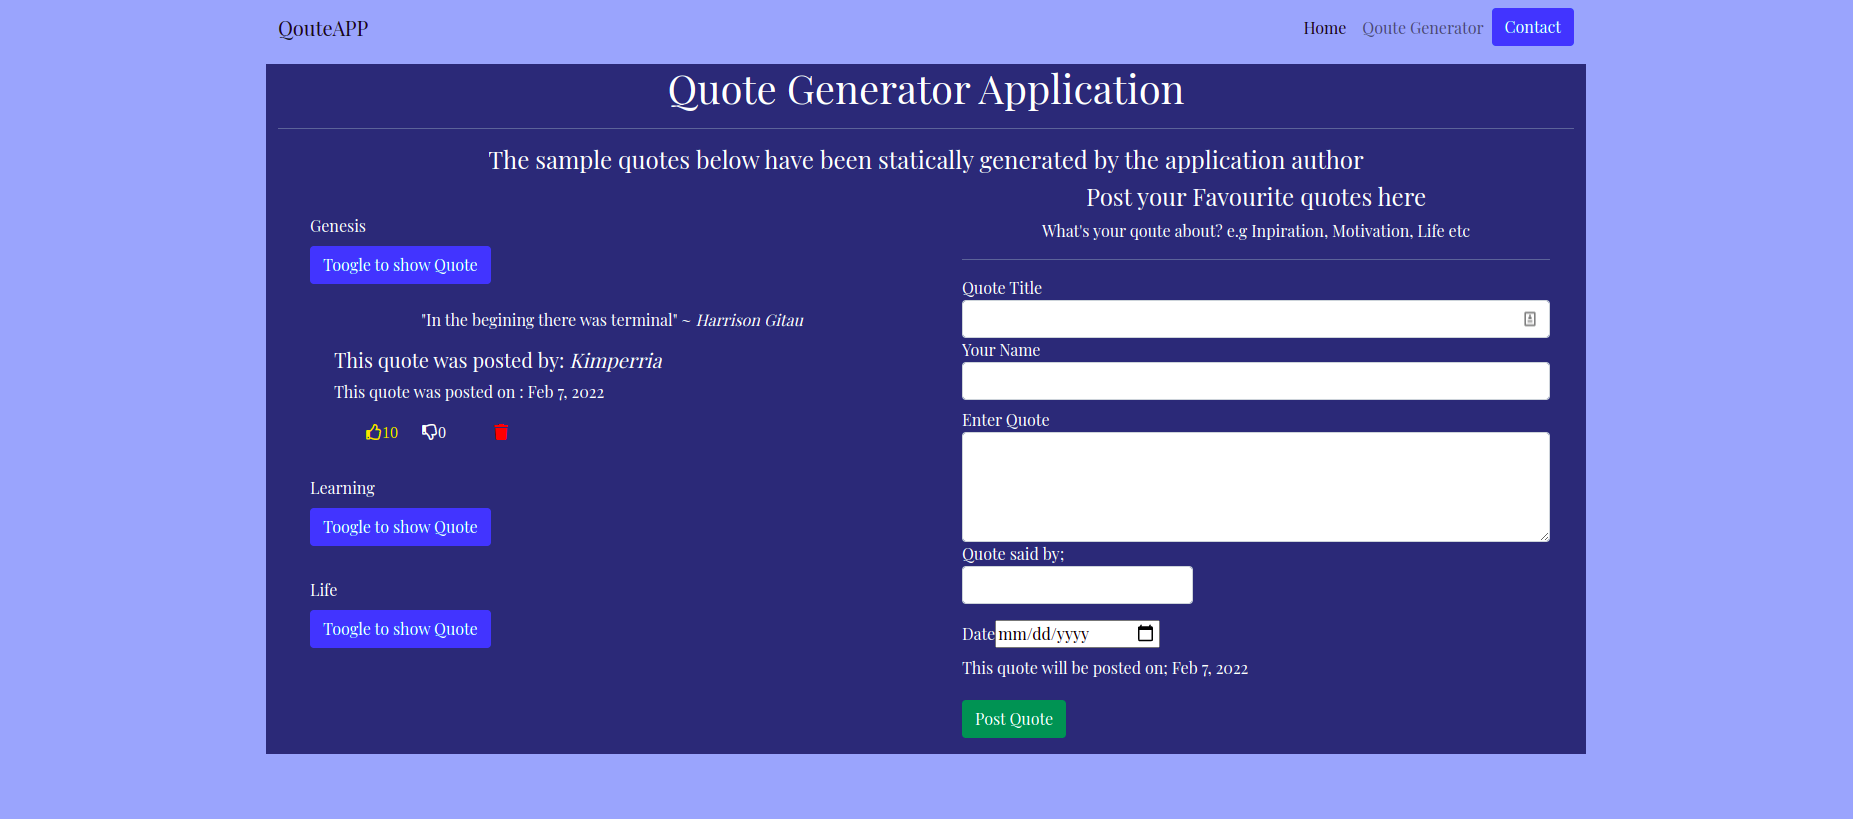 QouteAPP
Home Qoute Generator Contact
Quote Generator Application
The sample quotes below have been statically generated by the application author
Genesis
Toogle to show Quote
"In the begining there was terminal" ~ Harrison Gitau
This quote was posted by: Kimperria
This quote was posted on : Feb 7, 2022
10 0
Learning
Toogle to show Quote
Life
Toogle to show Quote
Post your Favourite quotes here
What's your qoute about? e.g Inpiration, Motivation, Life etc
Quote Title
Your Name
Enter Quote
Quote said by;
Date mm/dd/yyyy
This quote will be posted on; Feb 7, 2022
Post Quote